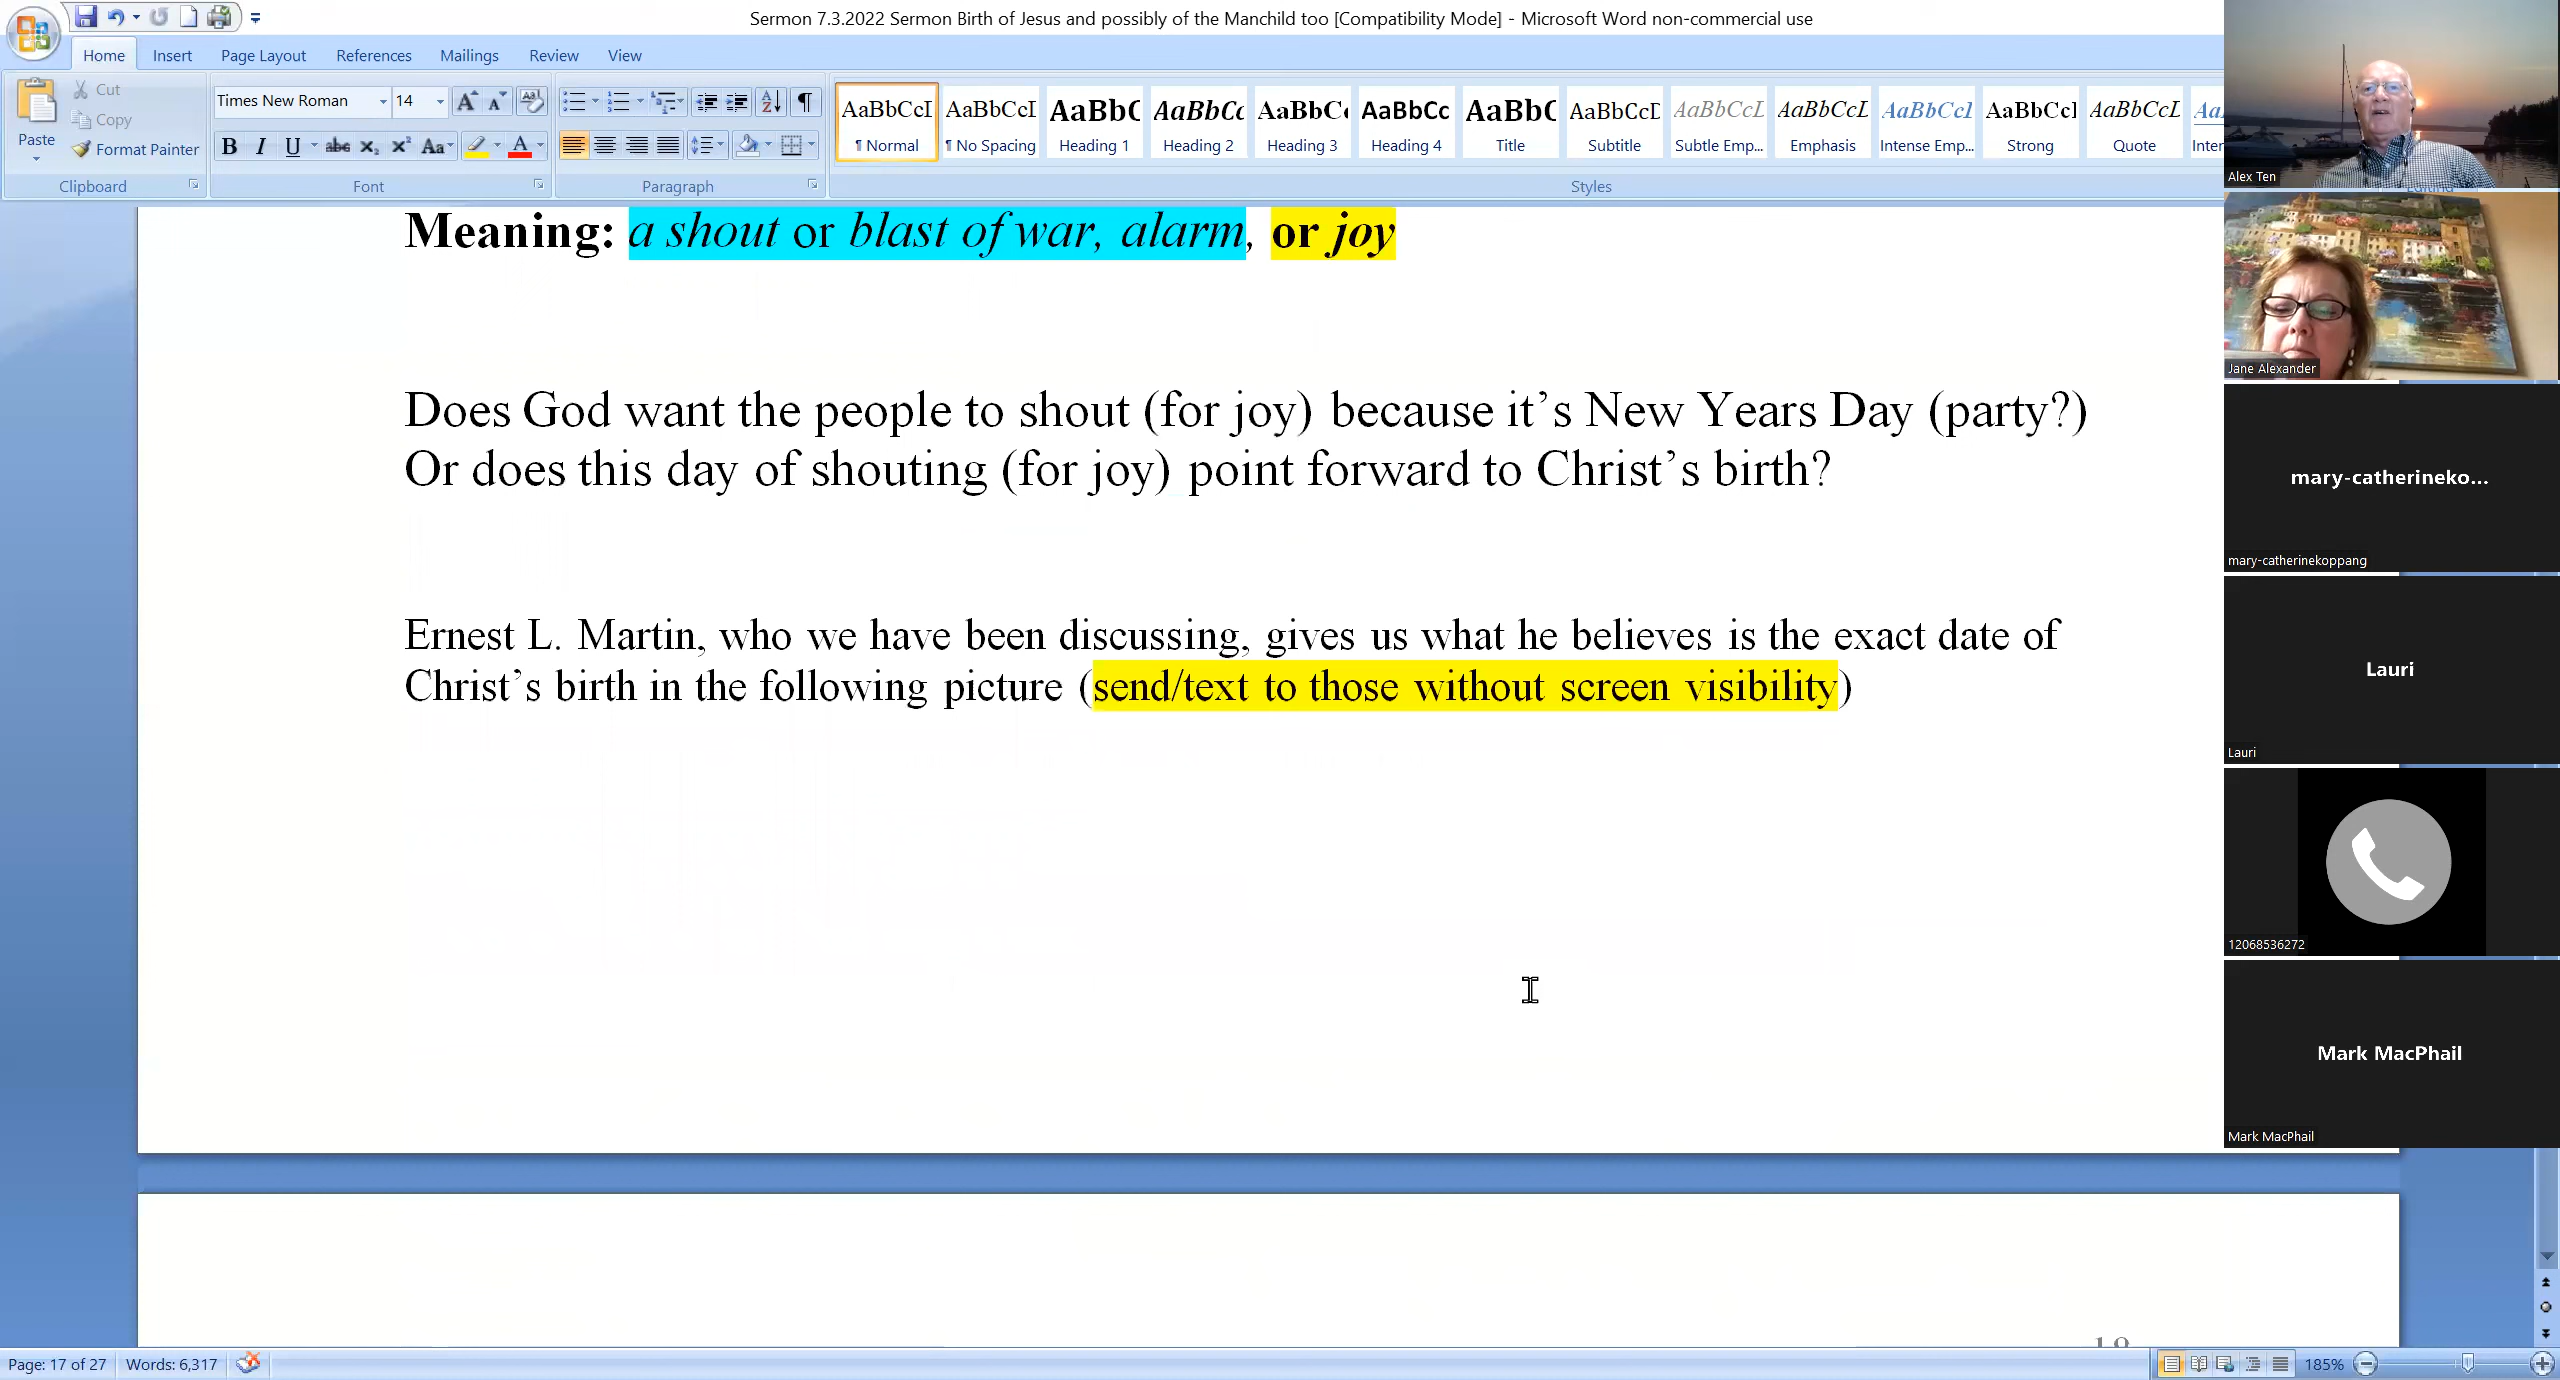 Sermon 7.3.2022 Sermon Birth of Jesus and possibly of the Manchild too [Compatibility Mode] - Microsoft Word non-commercial use
Home Insert Page Layout References Mailings Review View
Paste
Cut
Copy
Format Painter
Clipboard
Times New Roman 14
Font
Paragraph
AaBbCcI AaBbCcI AaBbC AaBbCc AaBbCc AaBbCc AaBbC AaBbCcD AaBbCcL AaBbCcL AaBbCcI AaBbCcI AaBbCcL
¶ Normal ¶ No Spacing Heading 1 Heading 2 Heading 3 Heading 4 Title Subtitle Subtle Emp... Emphasis Intense Emp... Strong Quote
Styles
Meaning: a shout or blast of war, alarm, or joy
Does God want the people to shout (for joy) because it’s New Years Day (party?)
Or does this day of shouting (for joy) point forward to Christ’s birth?
Ernest L. Martin, who we have been discussing, gives us what he believes is the exact date of
Christ’s birth in the following picture (send/text to those without screen visibility)
Page: 17 of 27 Words: 6,317
185%
Alex Ten
Jane Alexander
mary-catherineko...
mary-catherinekoppang
Lauri
Lauri
12068536272
Mark MacPhail
Mark MacPhail